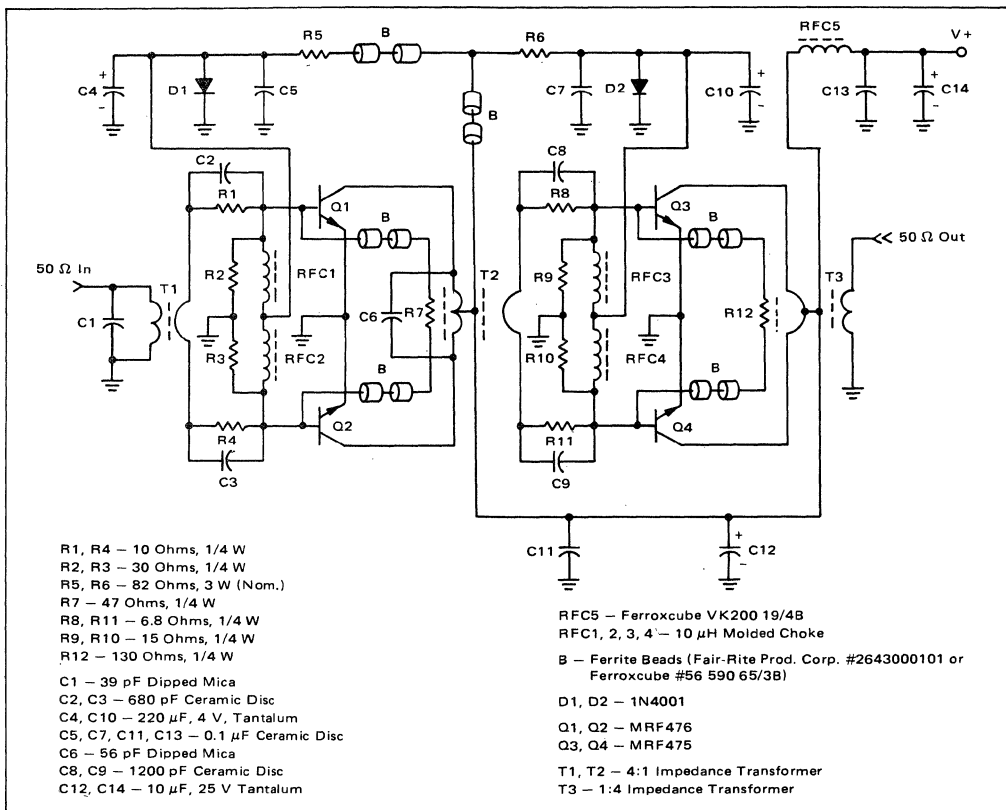 R5
B
R6
RFC5
V+
+
C4
-
D1
C5
B
C7
D2
+
C10
-
C13
+
C14
-
C2
R1
Q1
B
C8
R8
Q3
B
50 Ω In
T1
C1
R2
RFC1
R3
RFC2
C6
R7
T2
R9
RFC3
R10
RFC4
R12
T3
50 Ω Out
B
B
R4
Q2
C3
R11
Q4
C9
C11
+
C12
-
R1, R4 – 10 Ohms, 1/4 W
R2, R3 – 30 Ohms, 1/4 W
R5, R6 – 82 Ohms, 3 W (Nom.)
R7 – 47 Ohms, 1/4 W
R8, R11 – 6.8 Ohms, 1/4 W
R9, R10 – 15 Ohms, 1/4 W
R12 – 130 Ohms, 1/4 W
C1 – 39 pF Dipped Mica
C2, C3 – 680 pF Ceramic Disc
C4, C10 – 220 μF, 4 V, Tantalum
C5, C7, C11, C13 – 0.1 μF Ceramic Disc
C6 – 56 pF Dipped Mica
C8, C9 – 1200 pF Ceramic Disc
C12, C14 – 10 μF, 25 V Tantalum
RFC5 – Ferroxcube VK200 19/4B
RFC1, 2, 3, 4 – 10 μH Molded Choke
B – Ferrite Beads (Fair-Rite Prod. Corp. #2643000101 or
Ferroxcube #56 590 65/3B)
D1, D2 – 1N4001
Q1, Q2 – MRF476
Q3, Q4 – MRF475
T1, T2 – 4:1 Impedance Transformer
T3 – 1:4 Impedance Transformer